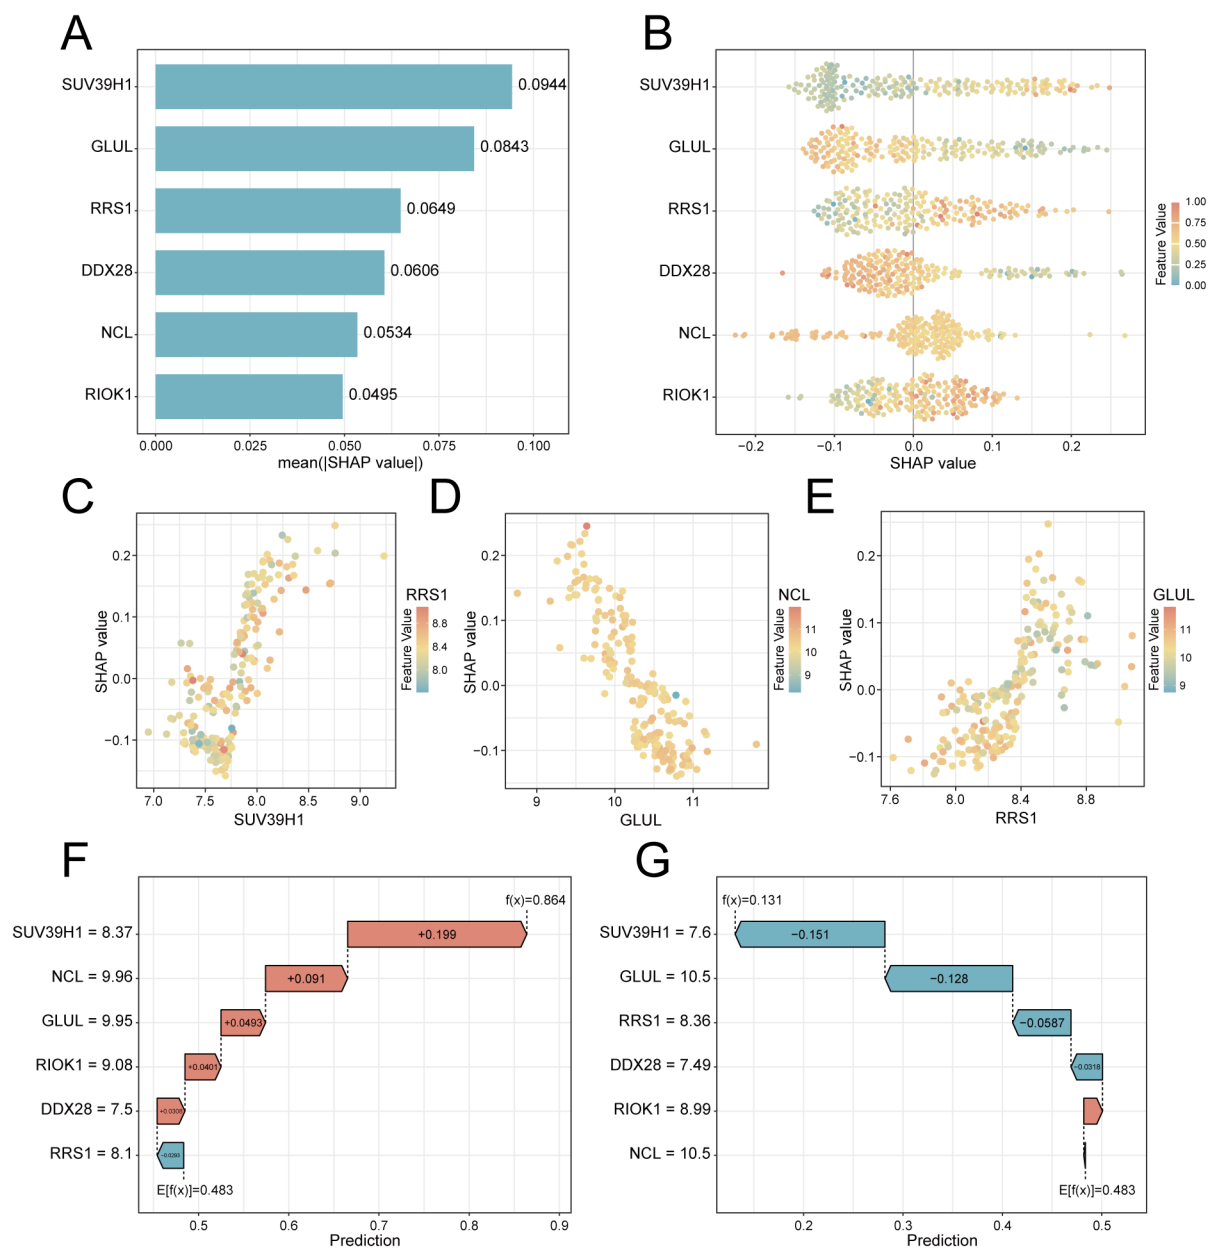 A
SUV39H1
0.0944
GLUL
0.0843
RRS1
0.0649
DDX28
0.0606
NCL
0.0534
RIOK1
0.0495
0.000 0.025 0.050 0.075 0.100
mean(|SHAP value|)
B
SUV39H1
GLUL
RRS1
DDX28
NCL
RIOK1
−0.2 −0.1 0.0 0.1 0.2
SHAP value
Feature Value
1.00
0.75
0.50
0.25
0.00
C
SHAP value
0.2
0.1
0.0
−0.1
7.0 7.5 8.0 8.5 9.0
SUV39H1
RRS1
Feature Value
8.8
8.4
8.0
D
SHAP value
0.2
0.1
0.0
−0.1
9 10 11
GLUL
NCL
Feature Value
11
10
9
E
SHAP value
0.2
0.1
0.0
−0.1
7.6 8.0 8.4 8.8
RRS1
GLUL
Feature Value
11
10
9
F
f(x)=0.864
SUV39H1 = 8.37
+0.199
NCL = 9.96
+0.091
GLUL = 9.95
+0.0493
RIOK1 = 9.08
+0.0401
DDX28 = 7.5
+0.0308
RRS1 = 8.1
E[f(x)]=0.483
0.5 0.6 0.7 0.8 0.9
Prediction
G
f(x)=0.131
SUV39H1 = 7.6
−0.151
GLUL = 10.5
−0.128
RRS1 = 8.36
−0.0587
DDX28 = 7.49
−0.0318
RIOK1 = 8.99
NCL = 10.5
E[f(x)]=0.483
0.2 0.3 0.4 0.5
Prediction